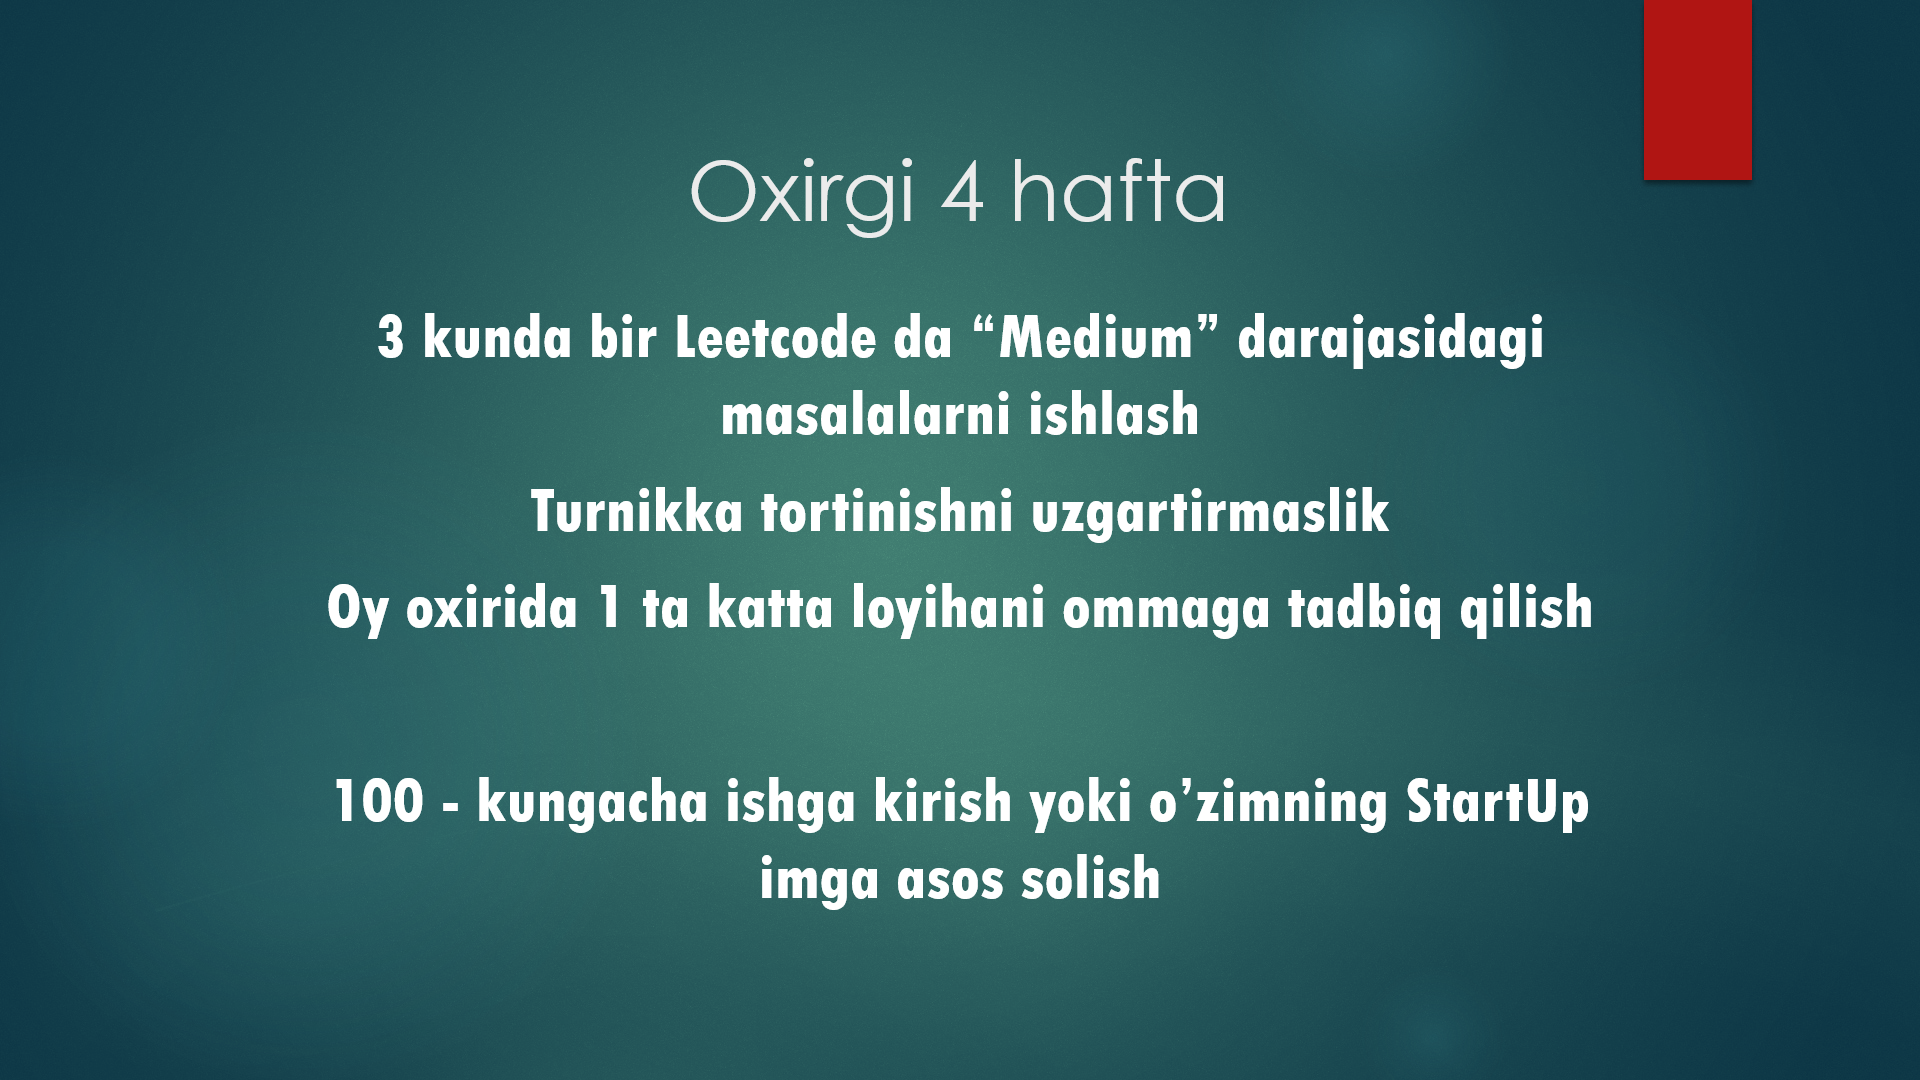 Oxirgi 4 hafta
3 kunda bir Leetcode da “Medium” darajasidagi
masalalarni ishlash
Turnikka tortinishni uzgartirmaslik
Oy oxirida 1 ta katta loyihani ommaga tadbiq qilish
100 - kungacha ishga kirish yoki o’zimning StartUp
imga asos solish